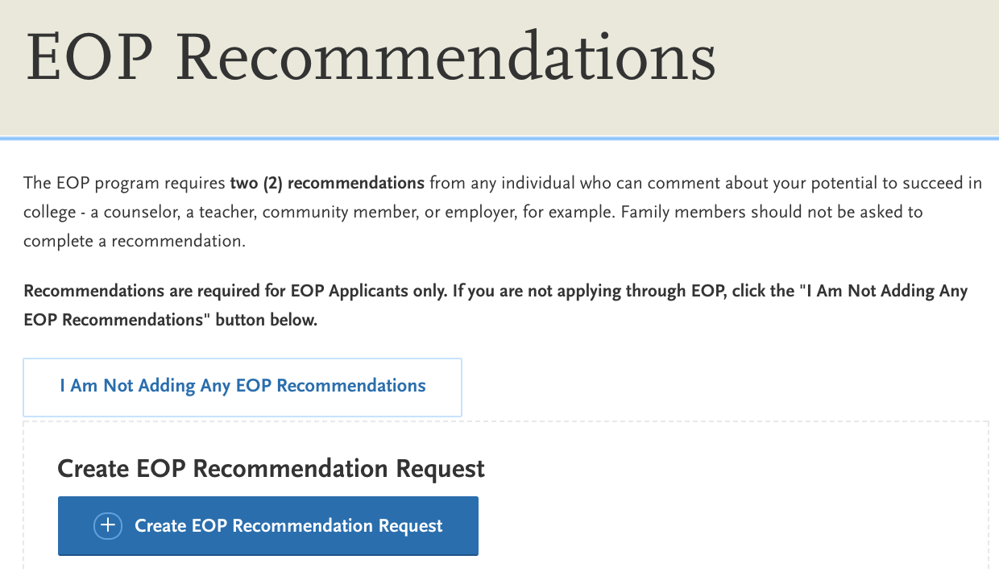 EOP Recommendations
The EOP program requires two (2) recommendations from any individual who can comment about your potential to succeed in
college - a counselor, a teacher, community member, or employer, for example. Family members should not be asked to
complete a recommendation.
Recommendations are required for EOP Applicants only. If you are not applying through EOP, click the "I Am Not Adding Any
EOP Recommendations" button below.
I Am Not Adding Any EOP Recommendations
Create EOP Recommendation Request
Create EOP Recommendation Request